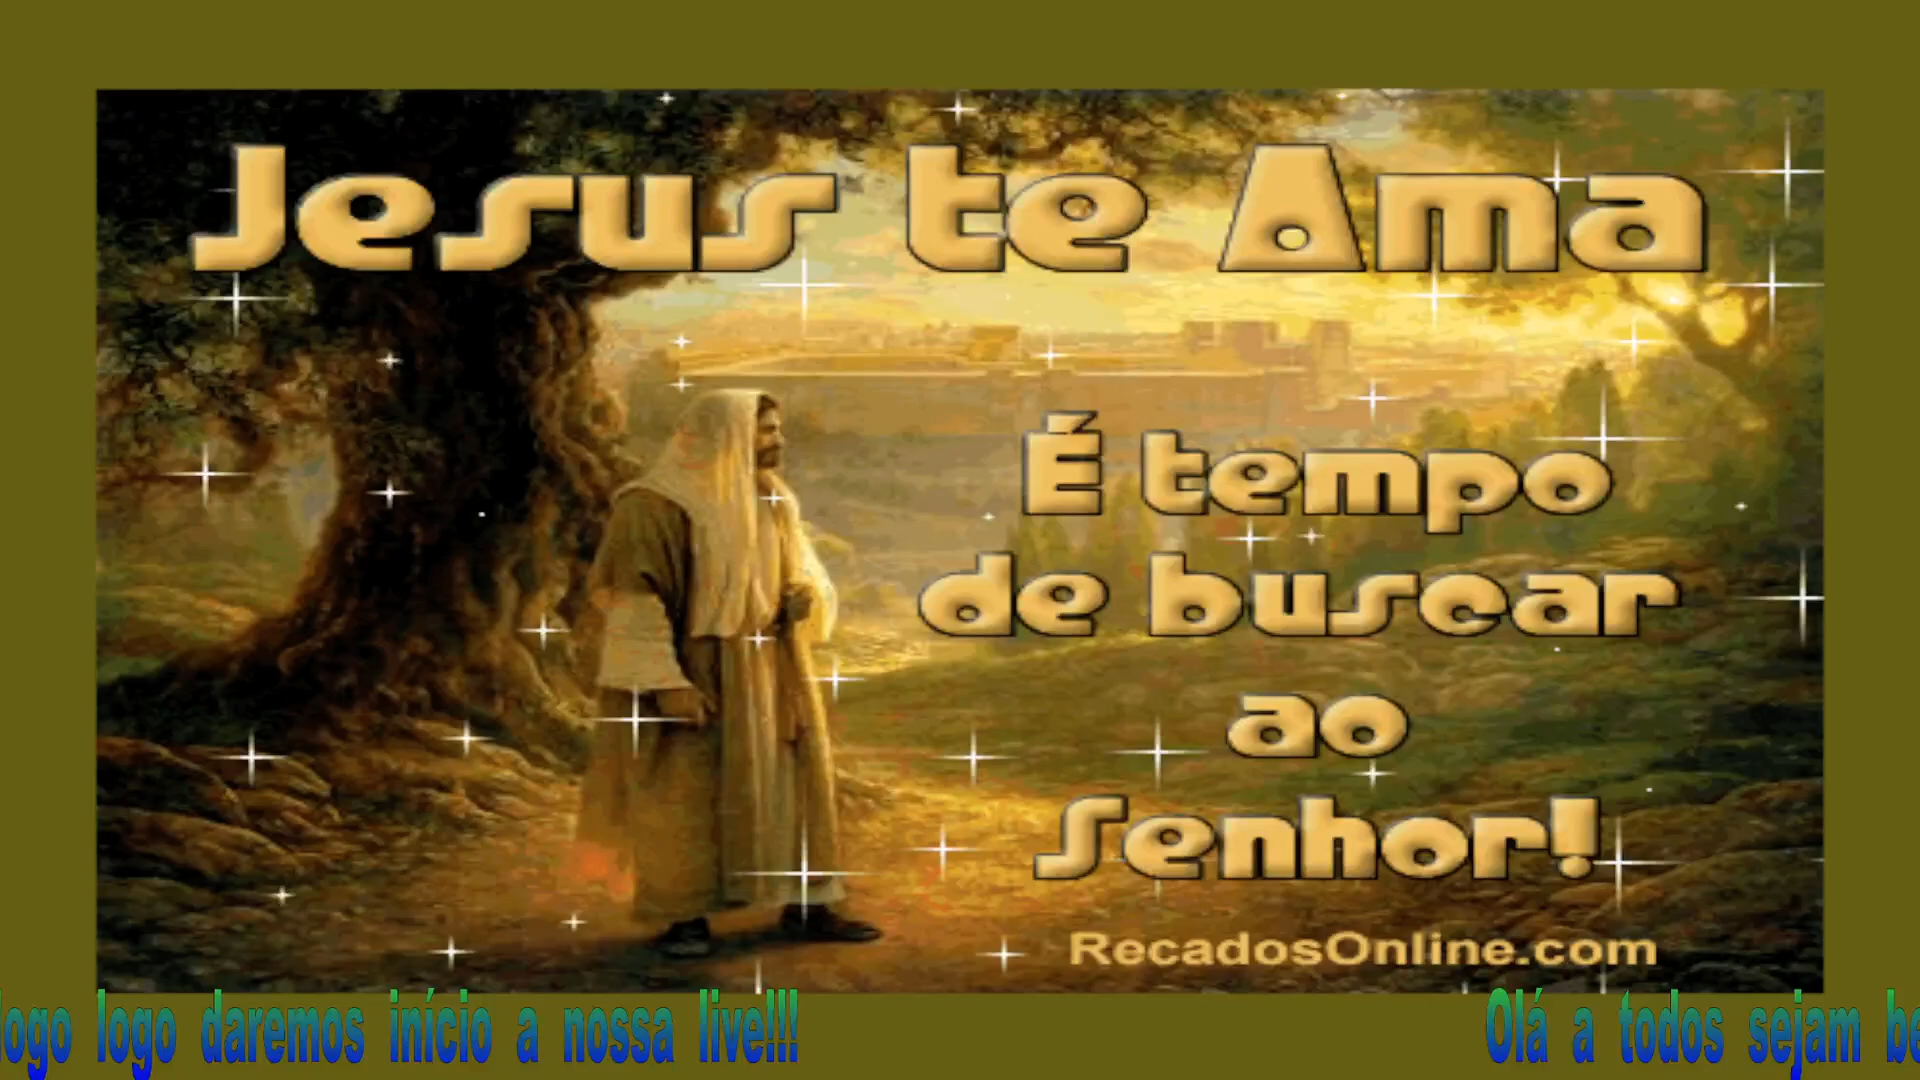 Jesus te Ama
É tempo
de buscar
ao
Senhor!
RecadosOnline.com
logo logo daremos início a nossa live!!! Olá a todos sejam